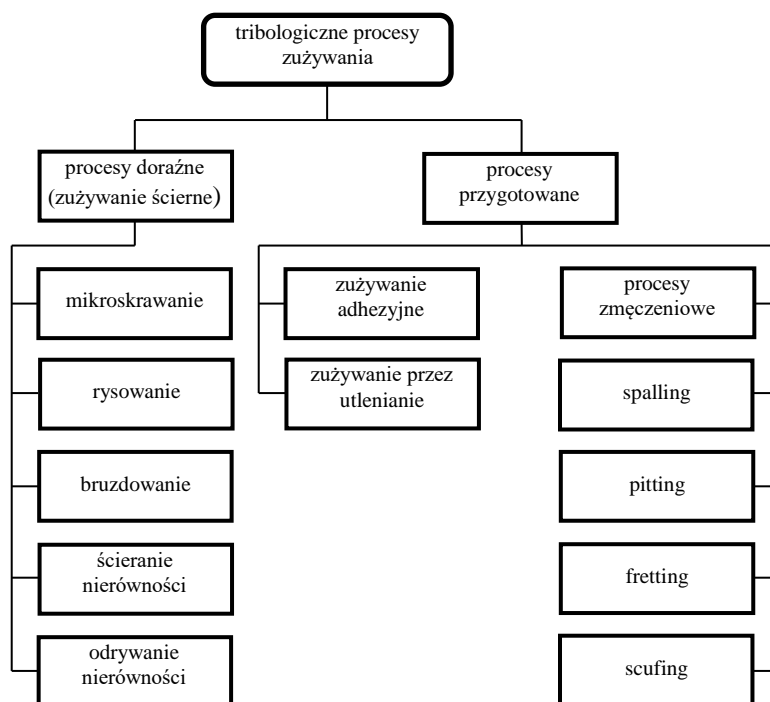 tribologiczne procesy
zużywania
procesy doraźne
(zużywanie ścierne)
procesy
przygotowane
mikroskrawanie
rysowanie
bruzdowanie
ścieranie
nierówności
odrywanie
nierówności
zużywanie
adhezyjne
zużywanie przez
utlenianie
procesy
zmęczeniowe
spalling
pitting
fretting
scufing